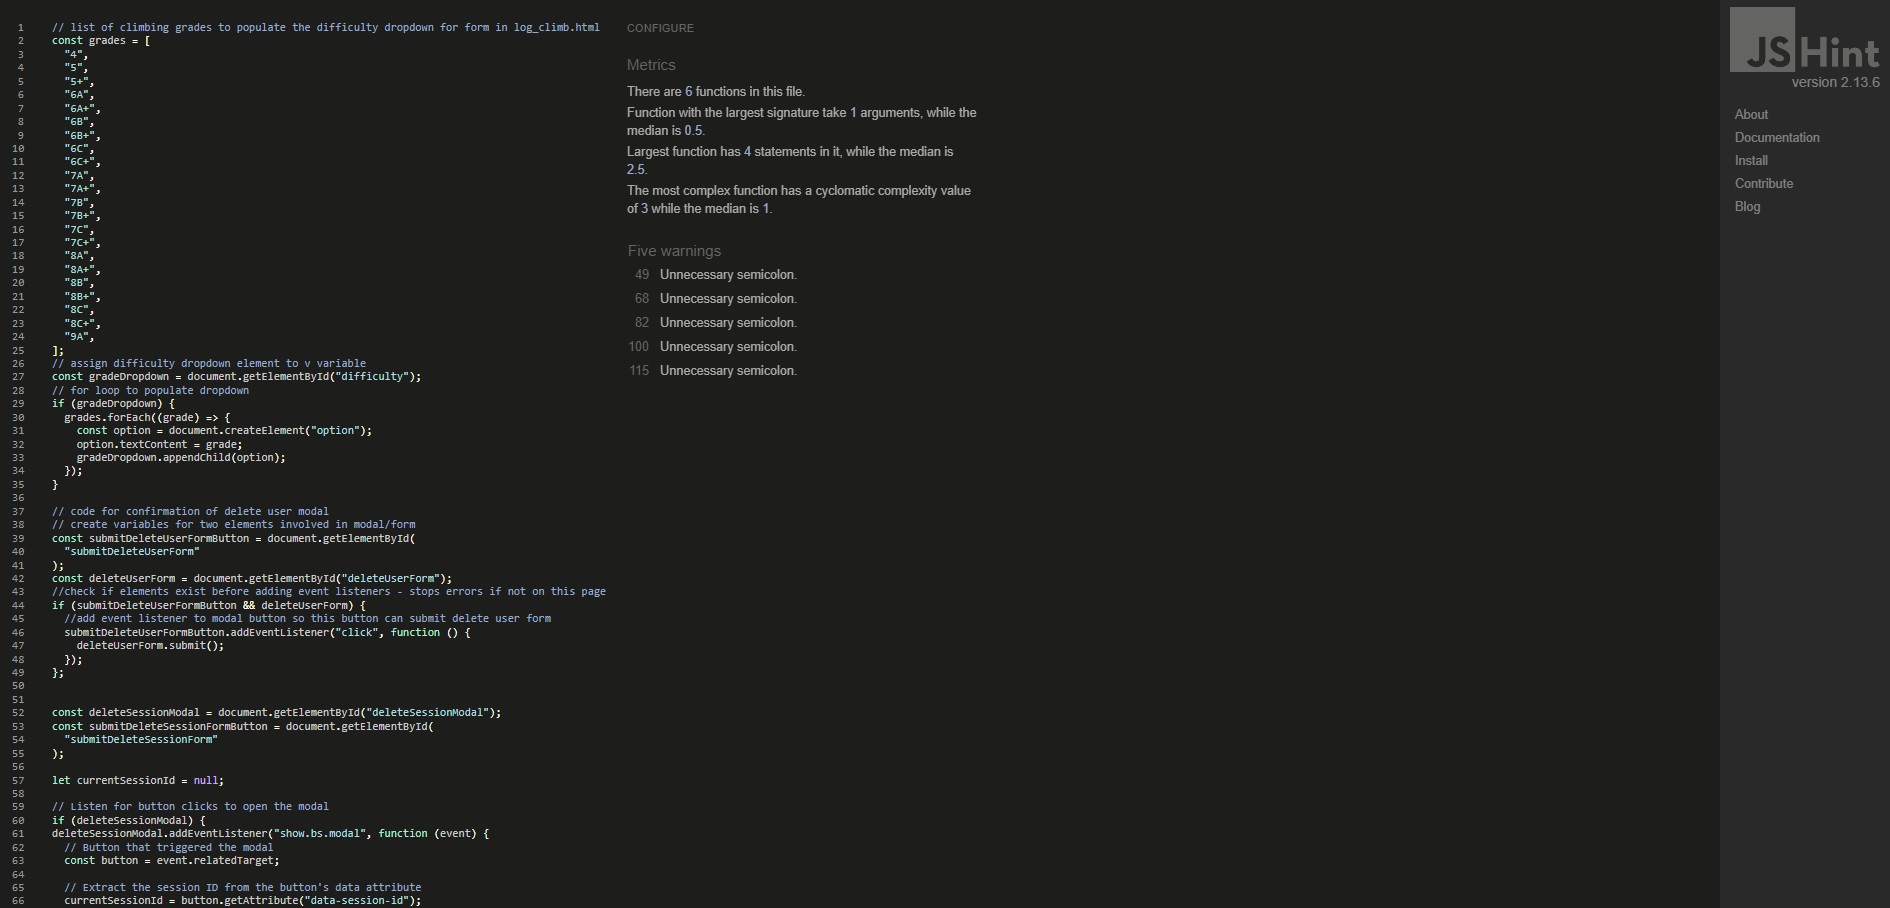 1 // list of climbing grades to populate the difficulty dropdown for form in log_climb.html
2 const grades = [
3 "4",
4 "5",
5 "5+",
6 "6A",
7 "6A+",
8 "6B",
9 "6B+",
10 "6C",
11 "6C+",
12 "7A",
13 "7A+",
14 "7B",
15 "7B+",
16 "7C",
17 "7C+",
18 "8A",
19 "8A+",
20 "8B",
21 "8B+",
22 "8C",
23 "8C+",
24 "9A",
25 ];
26 // assign difficulty dropdown element to v variable
27 const gradeDropdown = document.getElementById("difficulty");
28 // for loop to populate dropdown
29 if (gradeDropdown) {
30 grades.forEach((grade) => {
31 const option = document.createElement("option");
32 option.textContent = grade;
33 gradeDropdown.appendChild(option);
34 });
35 }
36
37 // code for confirmation of delete user modal
38 // create variables for two elements involved in modal/form
39 const submitDeleteUserFormButton = document.getElementById(
40 "submitDeleteUserForm"
41 );
42 const deleteUserForm = document.getElementById("deleteUserForm");
43 //check if elements exist before adding event listeners - stops errors if not on this page
44 if (submitDeleteUserFormButton && deleteUserForm) {
45 //add event listener to modal button so this button can submit delete user form
46 submitDeleteUserFormButton.addEventListener("click", function () {
47 deleteUserForm.submit();
48 });
49 };
50
51
52 const deleteSessionModal = document.getElementById("deleteSessionModal");
53 const submitDeleteSessionFormButton = document.getElementById(
54 "submitDeleteSessionForm"
55 );
56
57 let currentSessionId = null;
58
59 // Listen for button clicks to open the modal
60 if (deleteSessionModal) {
61 deleteSessionModal.addEventListener("show.bs.modal", function (event) {
62 // Button that triggered the modal
63 const button = event.relatedTarget;
64
65 // Extract the session ID from the button's data attribute
66 currentSessionId = button.getAttribute("data-session-id");
CONFIGURE
Metrics
There are 6 functions in this file.
Function with the largest signature take 1 arguments, while the
median is 0.5.
Largest function has 4 statements in it, while the median is
2.5.
The most complex function has a cyclomatic complexity value
of 3 while the median is 1.
Five warnings
49 Unnecessary semicolon.
68 Unnecessary semicolon.
82 Unnecessary semicolon.
100 Unnecessary semicolon.
115 Unnecessary semicolon.
JSHint
version 2.13.6
About
Documentation
Install
Contribute
Blog